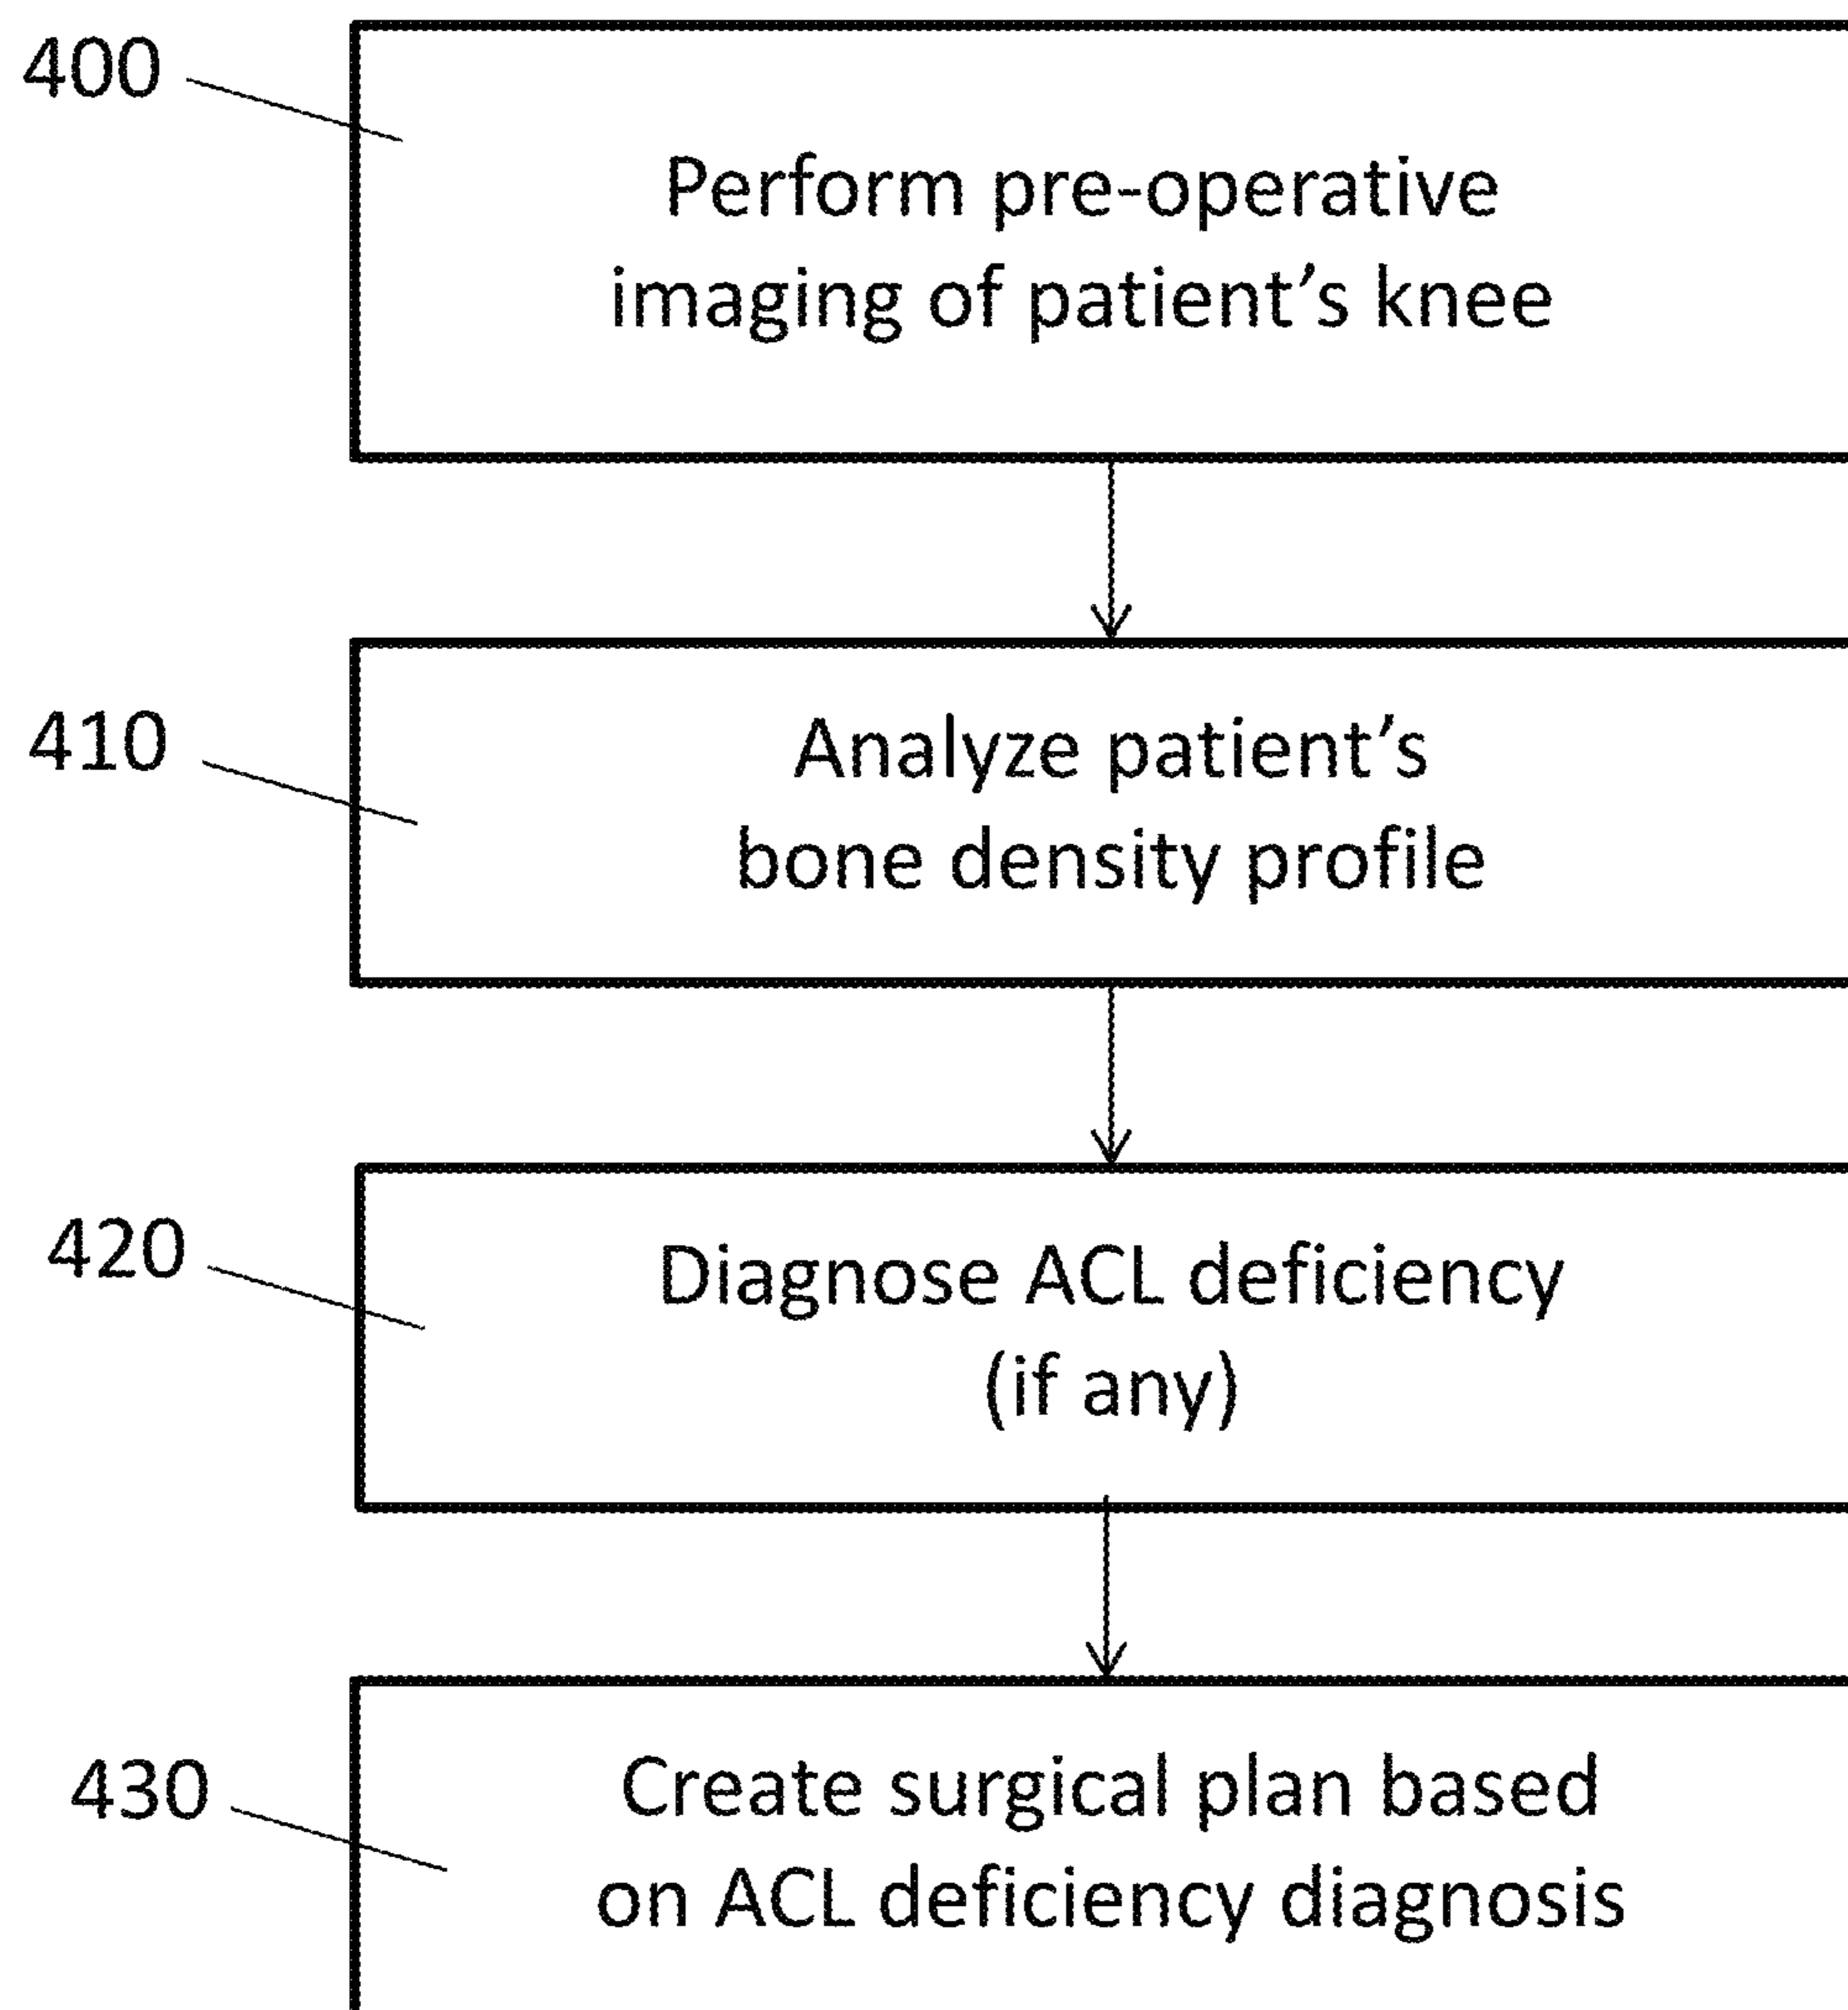 400
Perform pre-operative
imaging of patient’s knee
410
Analyze patient’s
bone density profile
420
Diagnose ACL deficiency
(if any)
430
Create surgical plan based
on ACL deficiency diagnosis